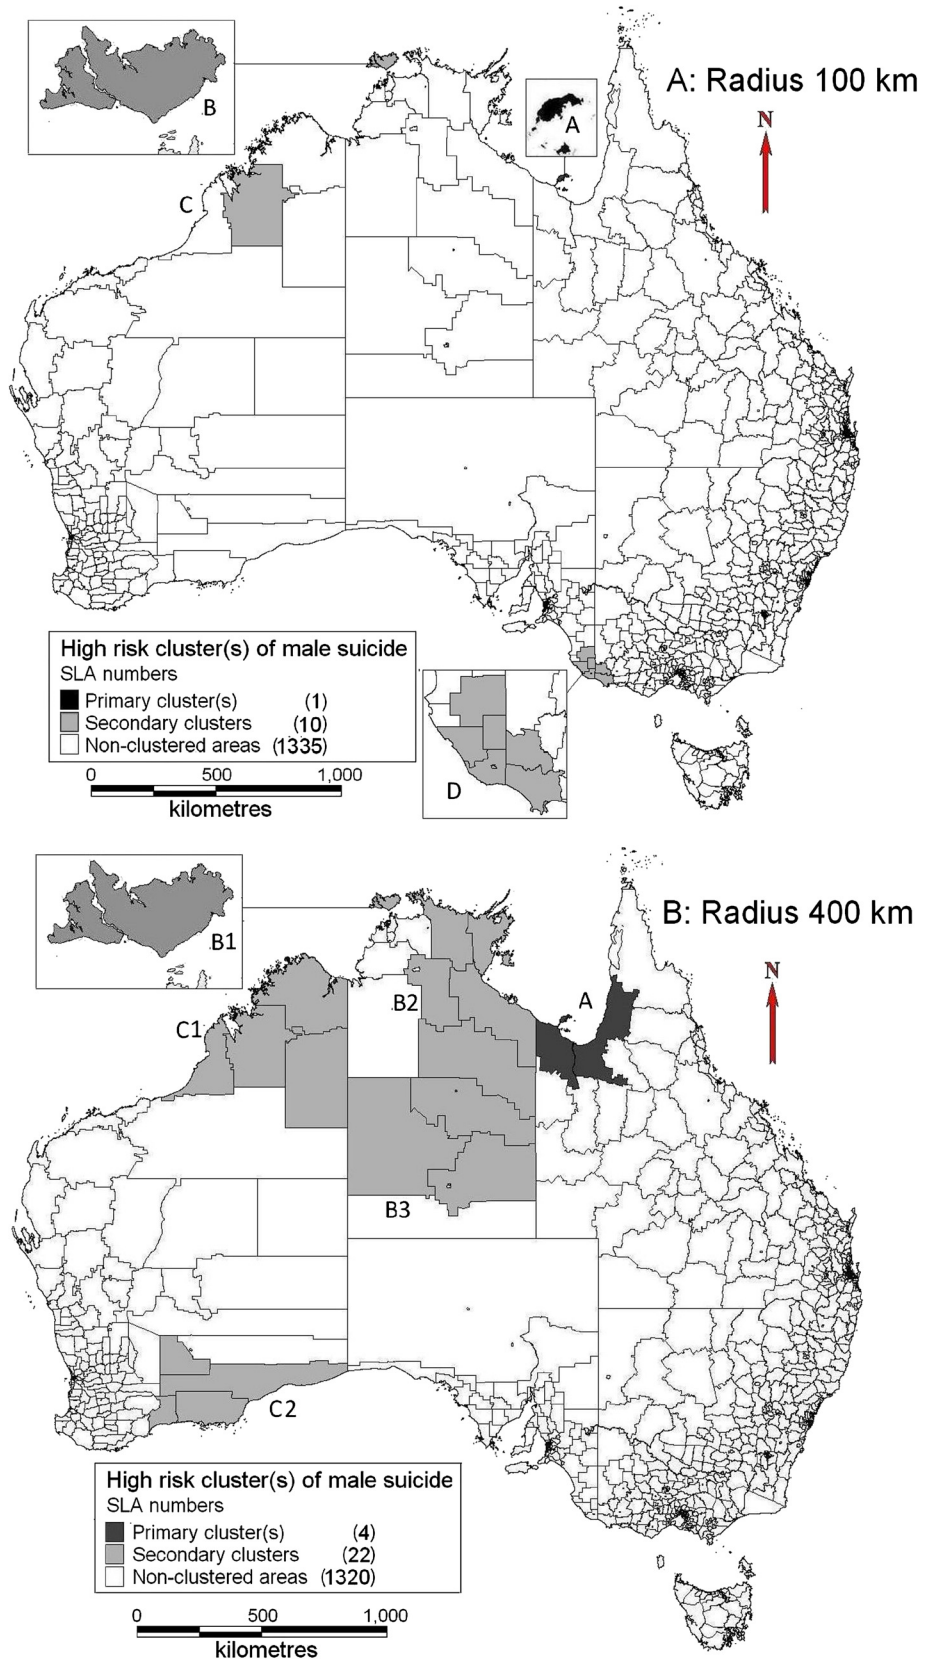 B
A
A: Radius 100 km
N
C
High risk cluster(s) of male suicide
SLA numbers
Primary cluster(s) (1)
Secondary clusters (10)
Non-clustered areas (1335)
0 500 1,000
kilometres
D
B1
B: Radius 400 km
N
A
B2
C1
B3
C2
High risk cluster(s) of male suicide
SLA numbers
Primary cluster(s) (4)
Secondary clusters (22)
Non-clustered areas (1320)
0 500 1,000
kilometres